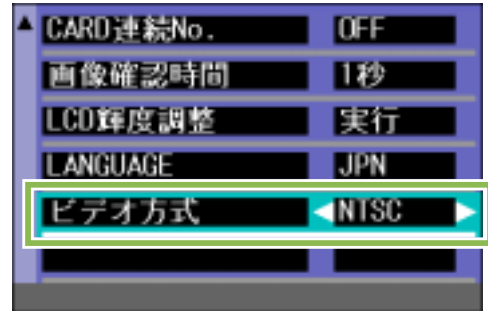 CARD連続No. OFF
画像確認時間 1秒
LCD輝度調整 実行
LANGUAGE JPN
ビデオ方式 NTSC